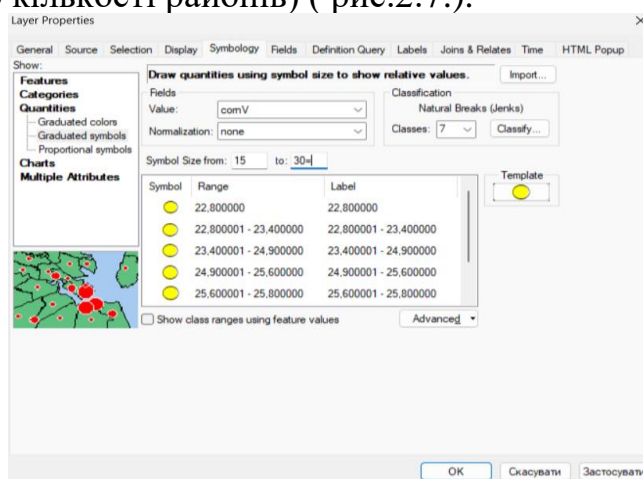 кількості районів) ( рис.2.7.).
Layer Properties
General Source Selection Display Symbology Fields Definition Query Labels Joins & Relates Time HTML Popup
Show:
Features
Categories
Quantities
Graduated colors
Graduated symbols
Proportional symbols
Charts
Multiple Attributes
Draw quantities using symbol size to show relative values.
Import...
Fields
Value: comV
Normalization: none
Classification
Natural Breaks (Jenks)
Classes: 7 Classify...
Symbol Size from: 15 to: 30=
Template
Symbol Range Label
22,800000 22,800000
22,800001 - 23,400000 22,800001 - 23,400000
23,400001 - 24,900000 23,400001 - 24,900000
24,900001 - 25,600000 24,900001 - 25,600000
25,600001 - 25,800000 25,600001 - 25,800000
Show class ranges using feature values
Advanced
OK Скасувати Застосувати